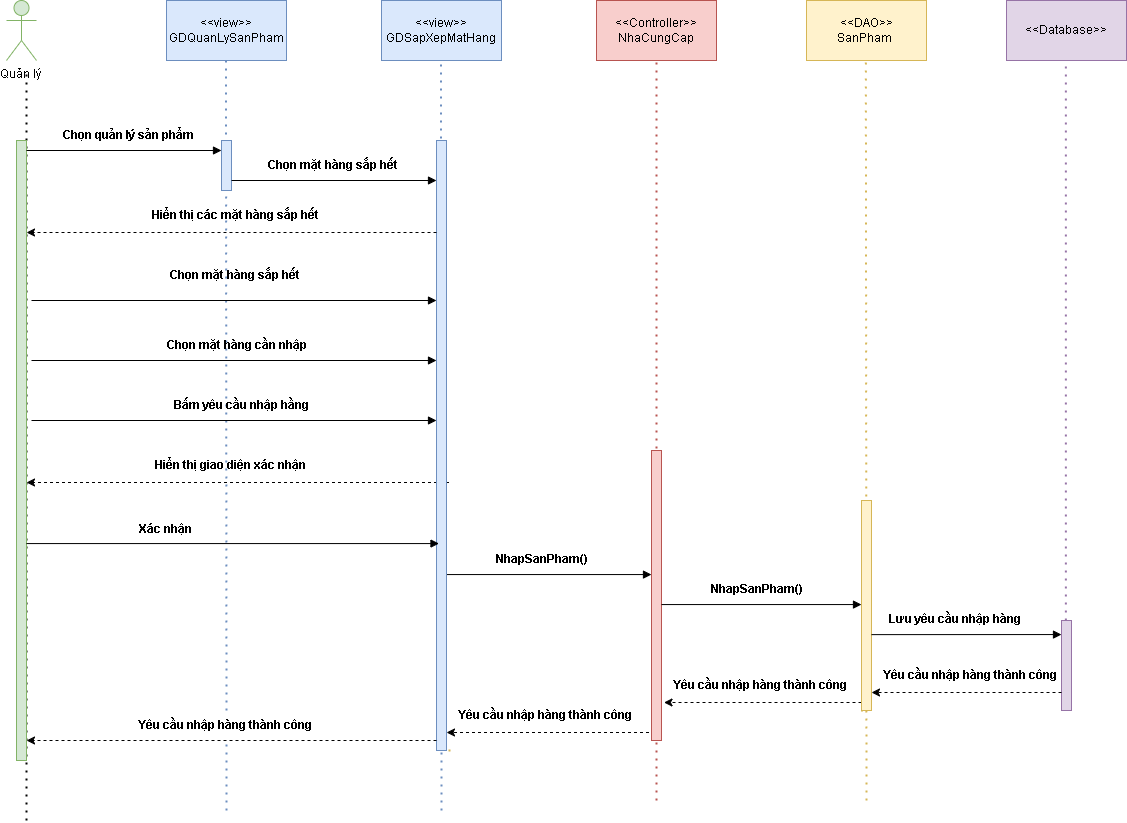 <<view>>
GDQuanLySanPham
<<view>>
GDSapXepMatHang
<<Controller>>
NhaCungCap
<<DAO>>
SanPham
<<Database>>
Quản lý
Chọn quản lý sản phẩm
Chọn mặt hàng sắp hết
Hiển thị các mặt hàng sắp hết
Chọn mặt hàng sắp hết
Chọn mặt hàng cần nhập
Bấm yêu cầu nhập hằng
Hiển thị giao diện xác nhận
Xác nhận
NhapSanPham()
NhapSanPham()
Lưu yêu cầu nhập hàng
Yêu cầu nhập hàng thành công
Yêu cầu nhập hàng thành công
Yêu cầu nhập hàng thành công
Yêu cầu nhập hàng thành công